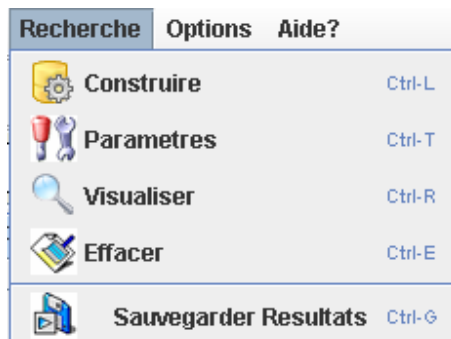 Recherche Options Aide?
Construire Ctrl-L
Parametres Ctrl-T
Visualiser Ctrl-R
Effacer Ctrl-E
Sauvegarder Resultats Ctrl-G